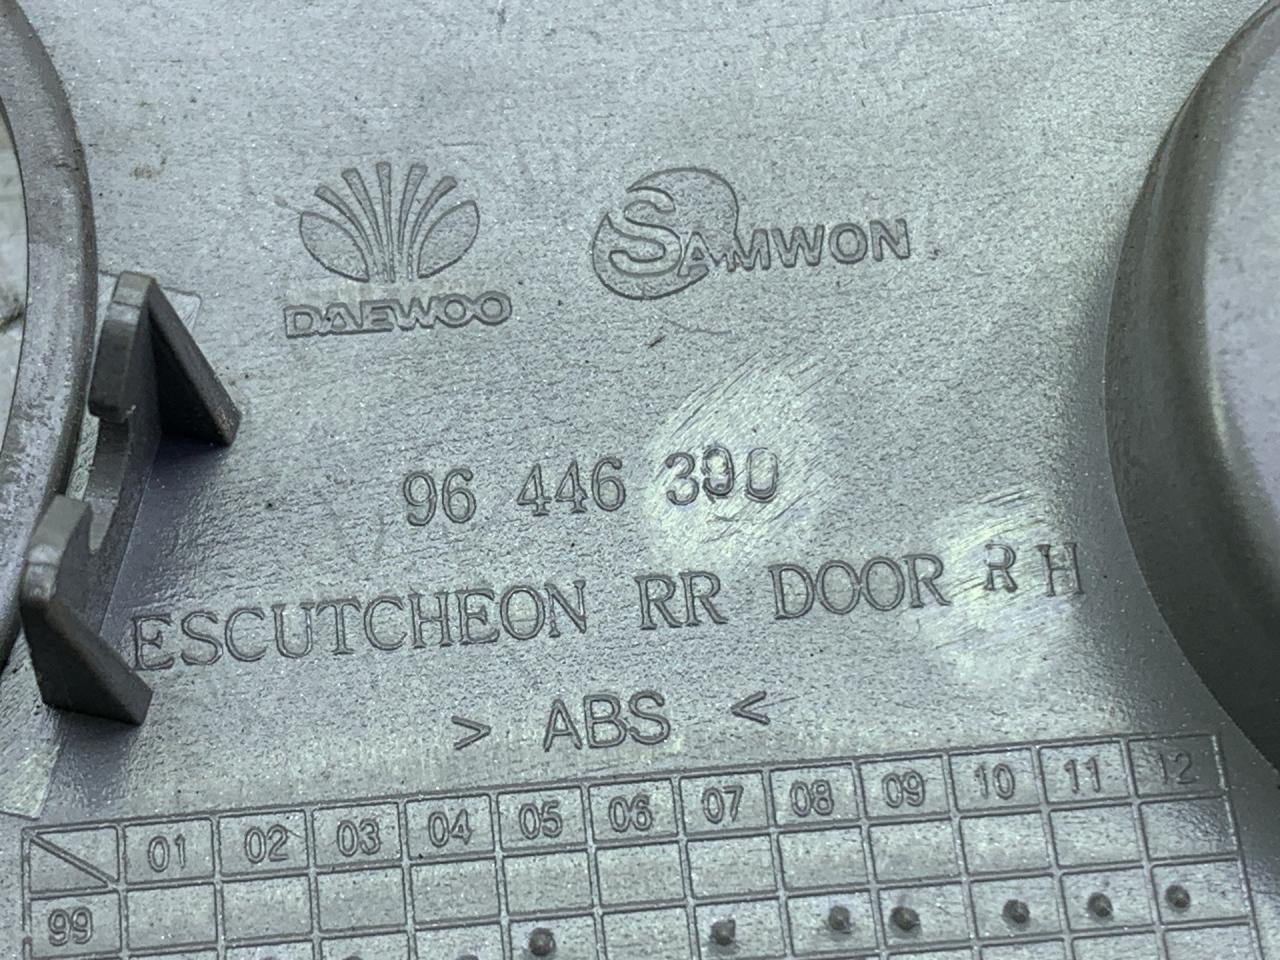 DAEWOO
SAMWON
96 446 300
ESCUTCHEON RR DOOR RH
> ABS <
01 02 03 04 05 06 07 08 09 10 11 12
99